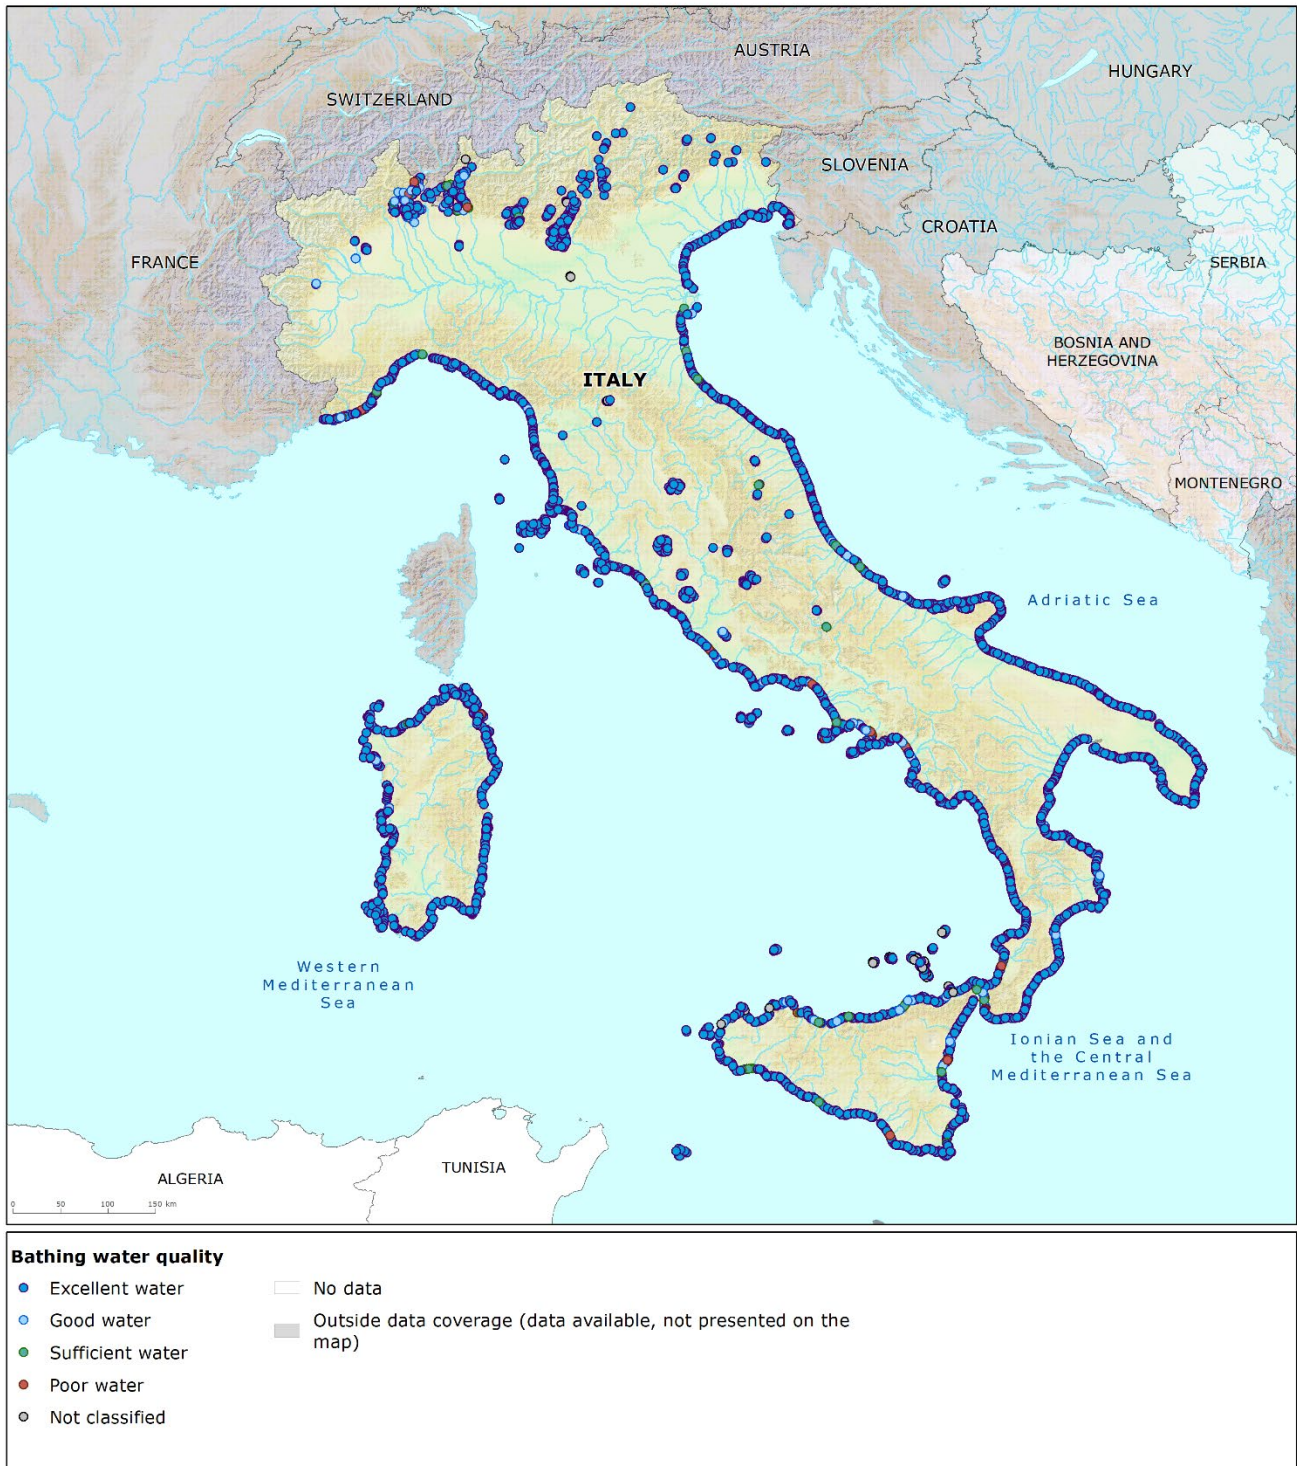 AUSTRIA
HUNGARY
SWITZERLAND
SLOVENIA
CROATIA
FRANCE
SERBIA
BOSNIA AND
HERZEGOVINA
ITALY
MONTENEGRO
Adriatic Sea
Western
Mediterranean
Sea
Ionian Sea and
the Central
Mediterranean Sea
TUNISIA
ALGERIA
0 50 100 150 km
Bathing water quality
Excellent water
Good water
Sufficient water
Poor water
Not classified
No data
Outside data coverage (data available, not presented on the
map)